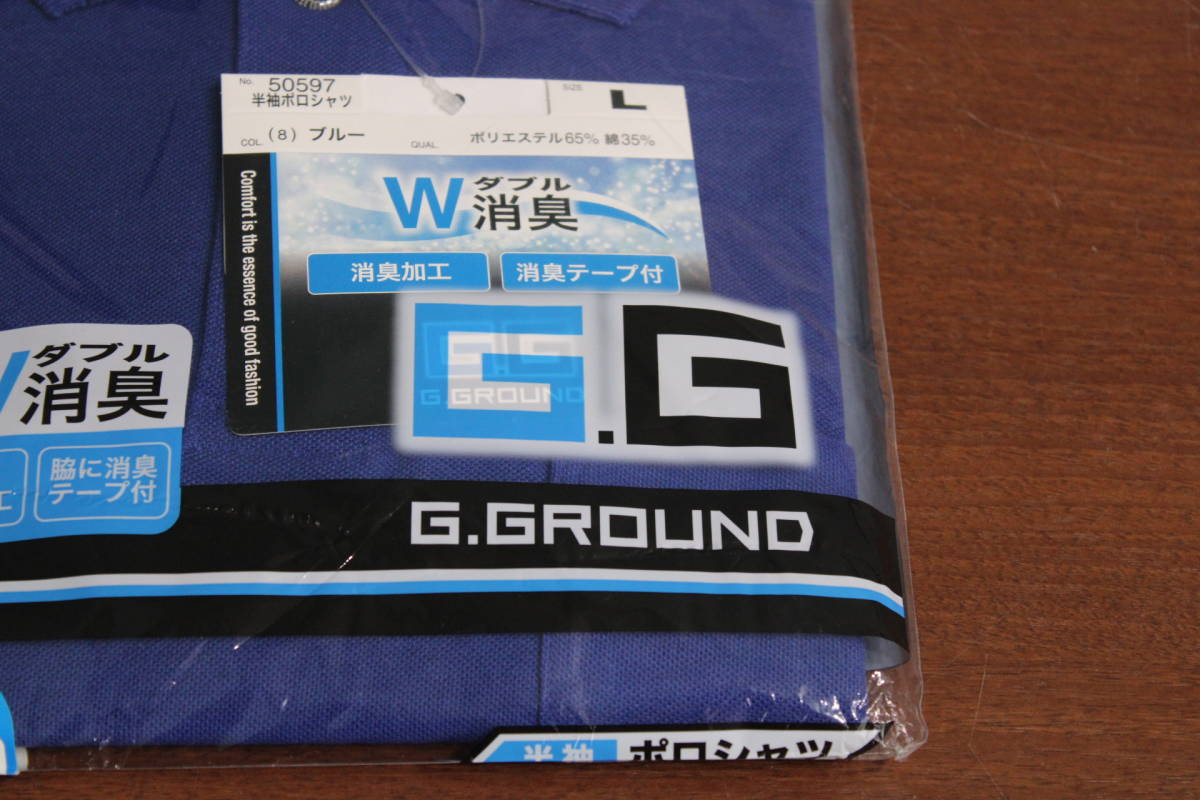 No. 50597
半袖ポロシャツ
SIZE L
COL. (8) ブルー
QUAL. ポリエステル65% 綿35%
Comfort is the essence of good fashion
ダブル
W消臭
消臭加工
消臭テープ付
G.G
G.GROUND
G.G
G.GROUND
ダブル
W消臭
工
脇に消臭
テープ付
半袖 ポロシャツ